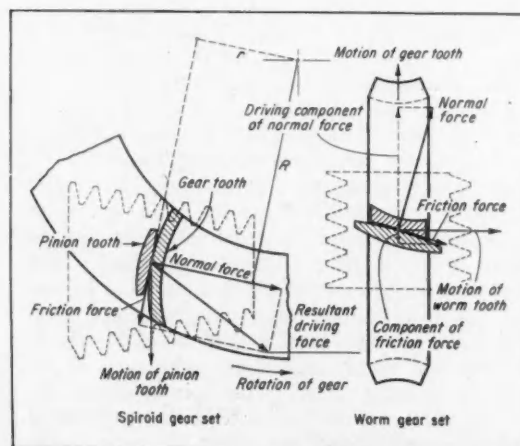 r
R
Gear tooth
Pinion tooth
Normal force
Friction force
Resultant
driving
force
Motion of pinion
tooth
Rotation of gear
Spiroid gear set
Motion of gear tooth
Driving component
of normal force
Normal
force
Friction force
Motion of
worm tooth
Component of
friction force
Worm gear set